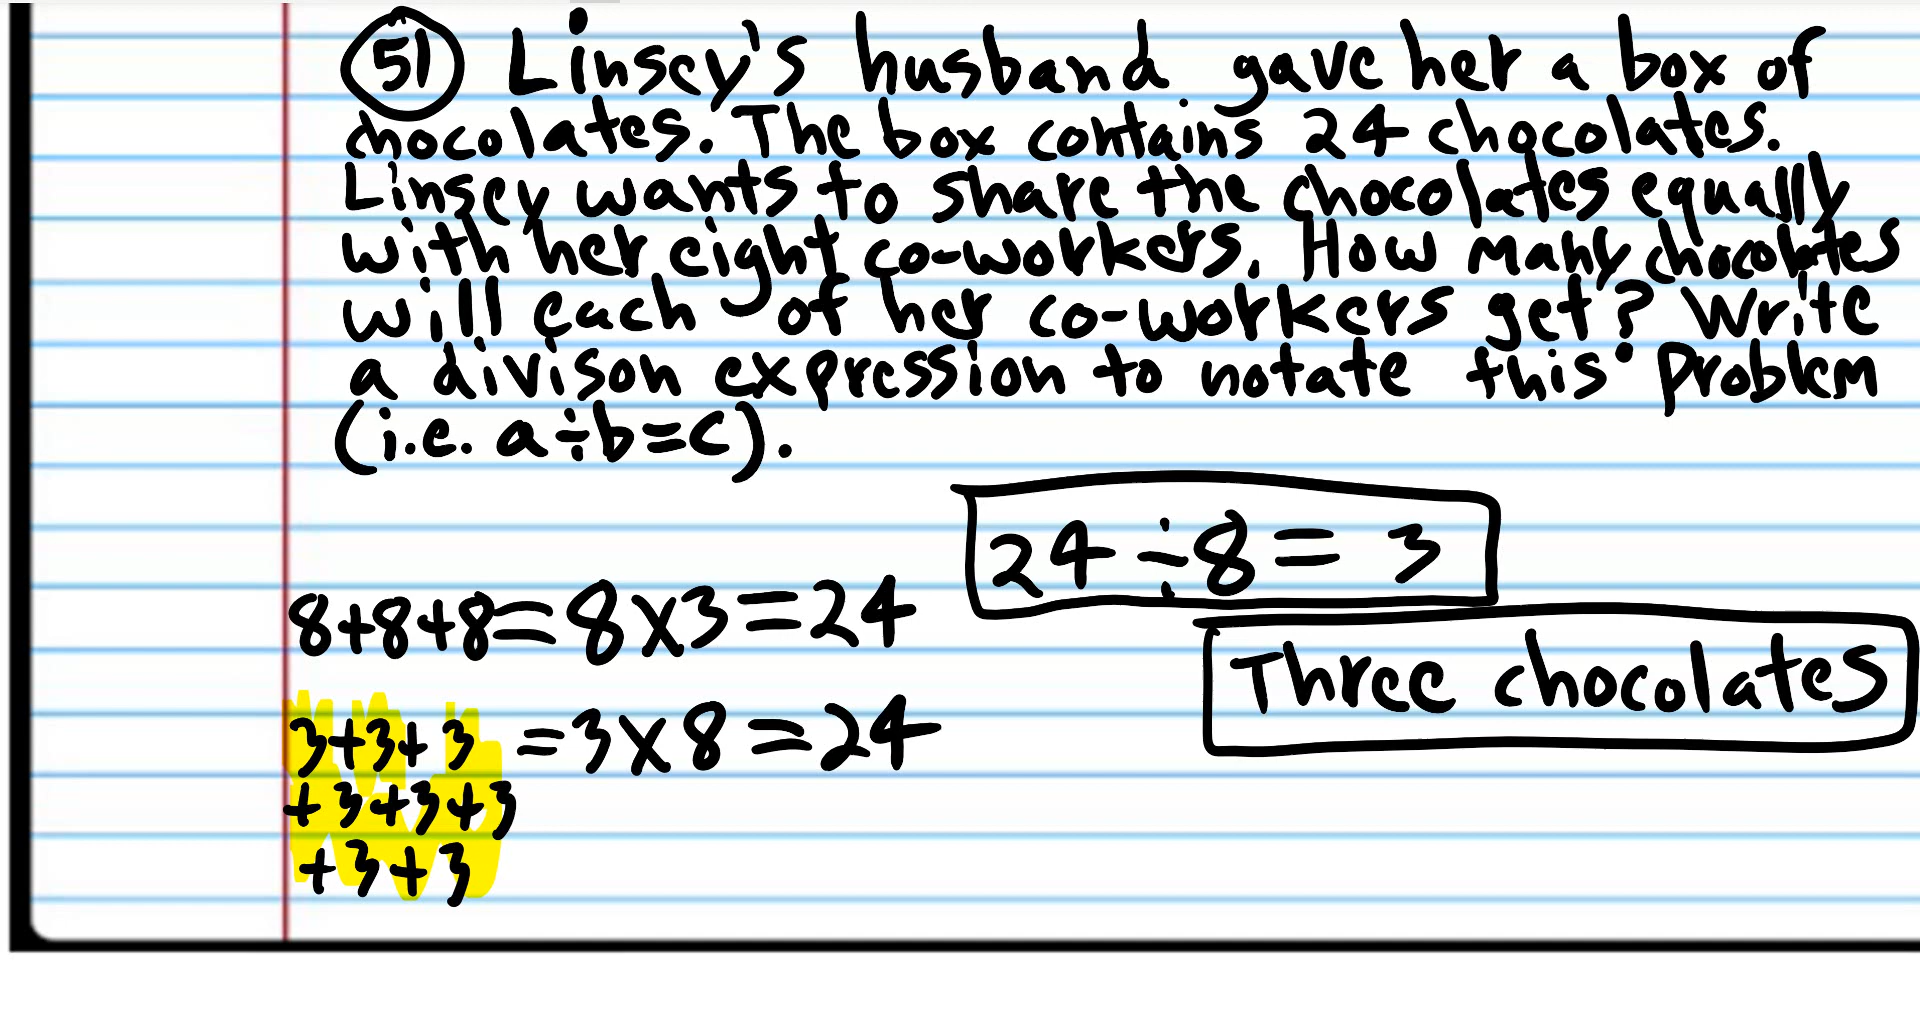 51 Linsey's husband gave her a box of
chocolates. The box contains 24 chocolates.
Linsey wants to share the chocolates equally
with her eight co-workers. How many chocolates
will each of her co-workers get? Write
a divison expression to notate this problem
(i.e. a÷b=c).
24÷8=3
8+8+8=8x3=24
Three chocolates
3+3+3=3x8=24
+3+3+3
+3+3